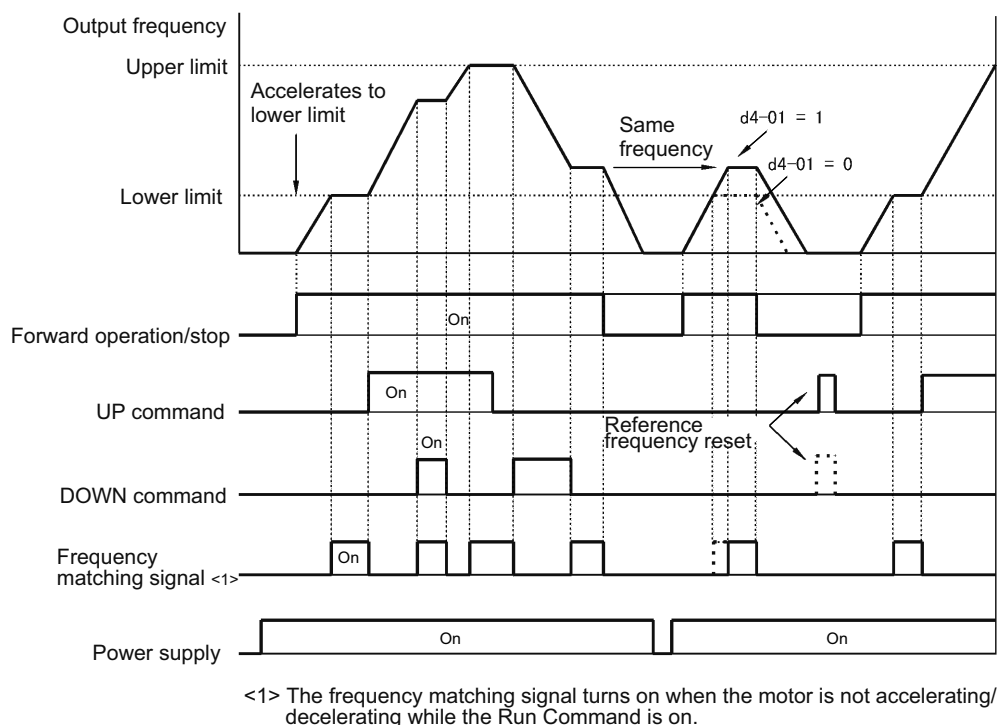 Output frequency
Upper limit
Accelerates to
lower limit
Same
frequency
d4-01 = 1
d4-01 = 0
Lower limit
On
Forward operation/stop
On
UP command
Reference
frequency reset
On
DOWN command
Frequency
matching signal <1>
On
On
On
Power supply
<1> The frequency matching signal turns on when the motor is not accelerating/
decelerating while the Run Command is on.